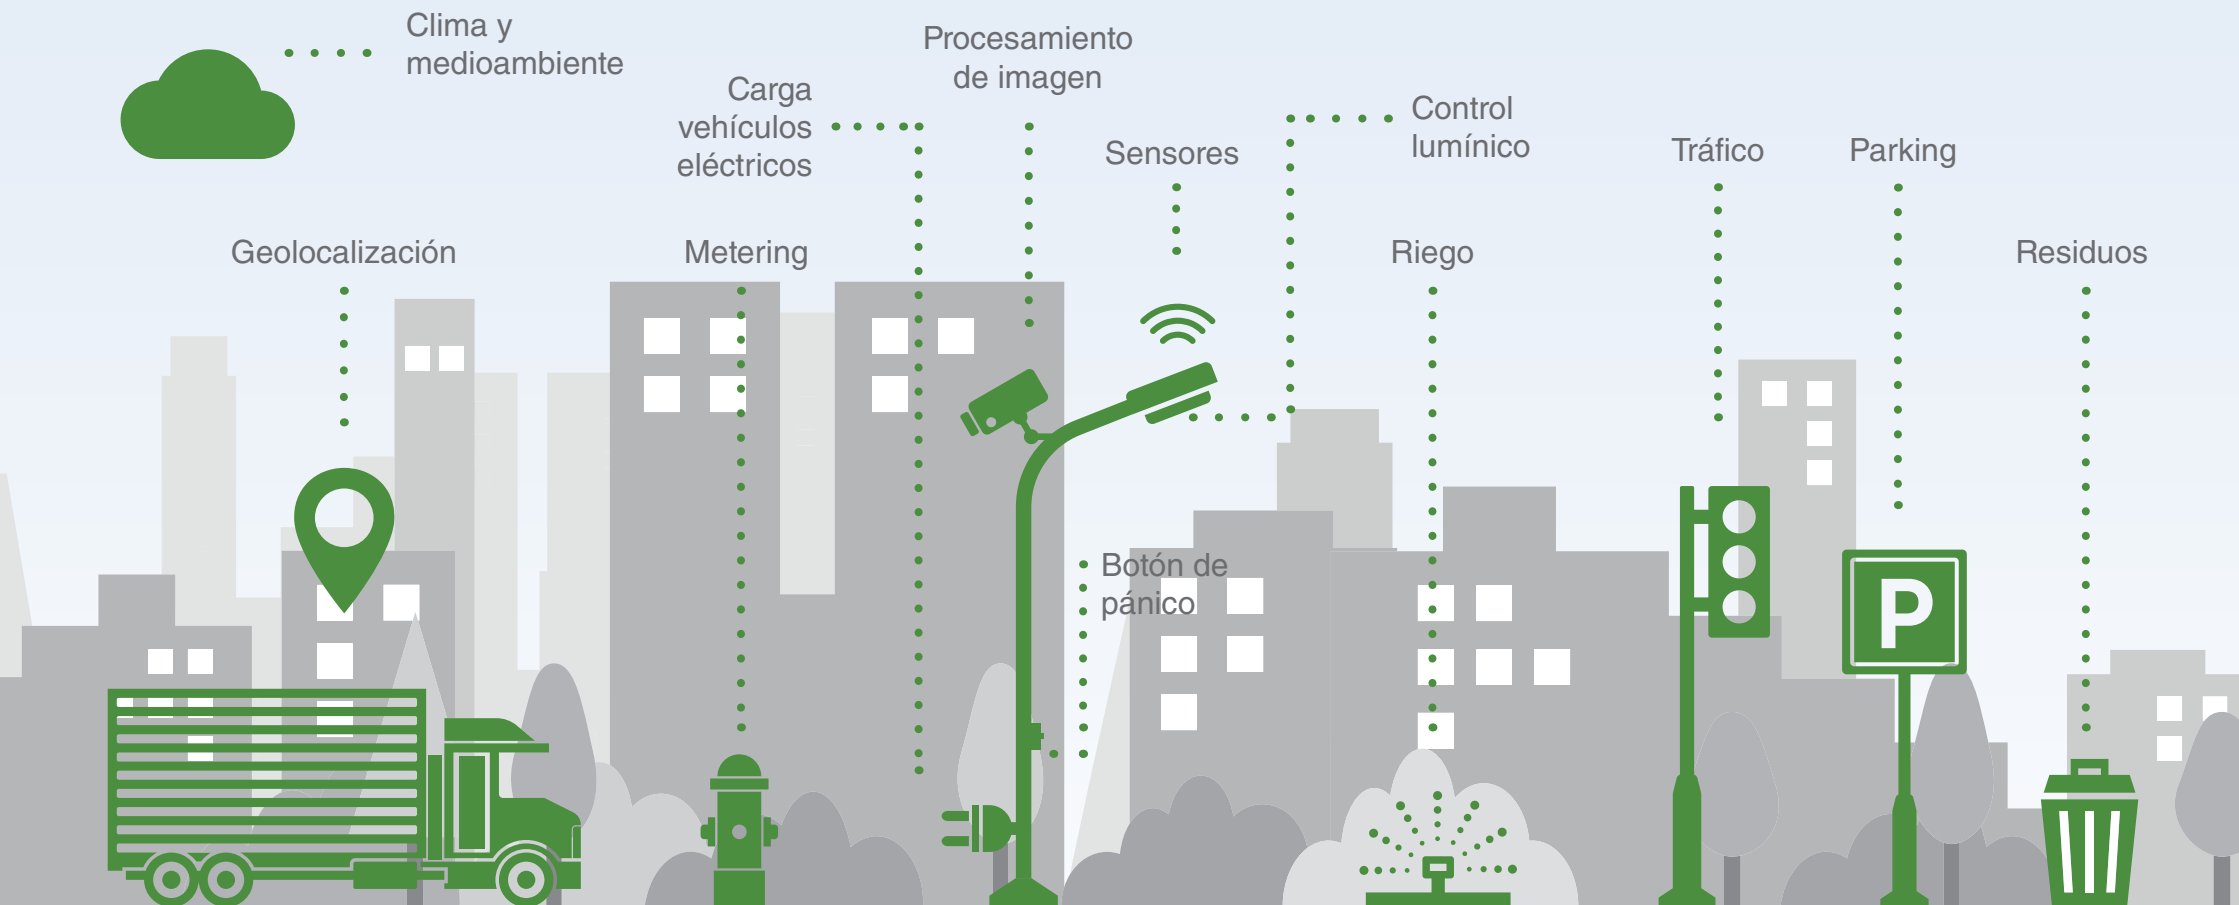 Clima y
medioambiente
Procesamiento
de imagen
Carga
vehículos
eléctricos
Sensores
Control
lumínico
Tráfico
Parking
Geolocalización
Metering
Riego
Residuos
Botón de
pánico
P